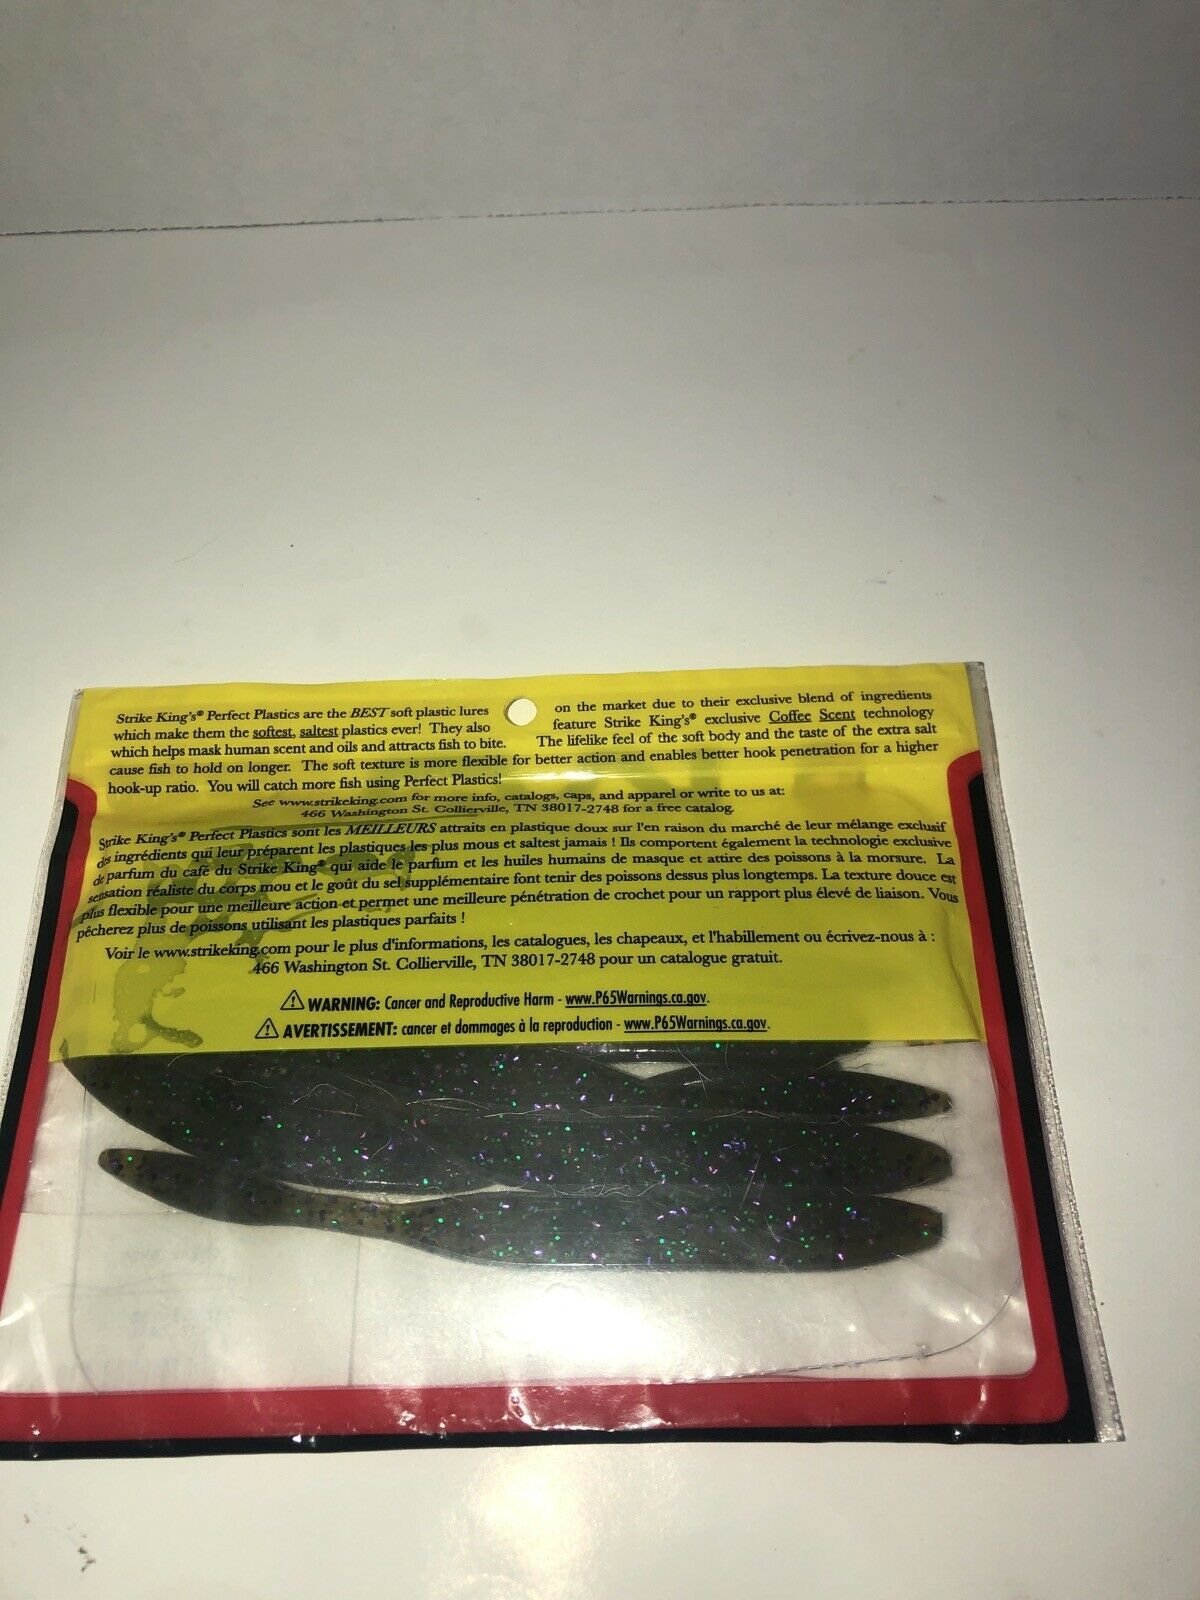 Strike King's® Perfect Plastics are the BEST soft plastic lures on the market due to their exclusive blend of ingredients
which make them the softest, saltest plastics ever! They also feature Strike King's® exclusive Coffee Scent technology
which helps mask human scent and oils and attracts fish to bite. The lifelike feel of the soft body and the taste of the extra salt
cause fish to hold on longer. The soft texture is more flexible for better action and enables better hook penetration for a higher
hook-up ratio. You will catch more fish using Perfect Plastics!
See www.strikeking.com for more info, catalogs, caps, and apparel or write to us at:
466 Washington St. Collierville, TN 38017-2748 for a free catalog.
Strike King's® Perfect Plastics sont les MEILLEURS attraits en plastique doux sur l'en raison du marché de leur mélange exclusif
des ingrédients qui leur préparent les plastiques les plus mous et saltest jamais ! Ils comportent également la technologie exclusive
de parfum du café du Strike King® qui aide le parfum et les huiles humains de masque et attire des poissons à la morsure. La
sensation réaliste du corps mou et le goût du sel supplémentaire font tenir des poissons dessus plus longtemps. La texture douce est
plus flexible pour une meilleure action et permet une meilleure pénétration de crochet pour un rapport plus élevé de liaison. Vous
pêcherez plus de poissons utilisant les plastiques parfaits !
Voir le www.strikeking.com pour le plus d'informations, les catalogues, les chapeaux, et l'habillement ou écrivez-nous à :
466 Washington St. Collierville, TN 38017-2748 pour un catalogue gratuit.
⚠ WARNING: Cancer and Reproductive Harm - www.P65Warnings.ca.gov.
⚠ AVERTISSEMENT: cancer et dommages à la reproduction - www.P65Warnings.ca.gov.